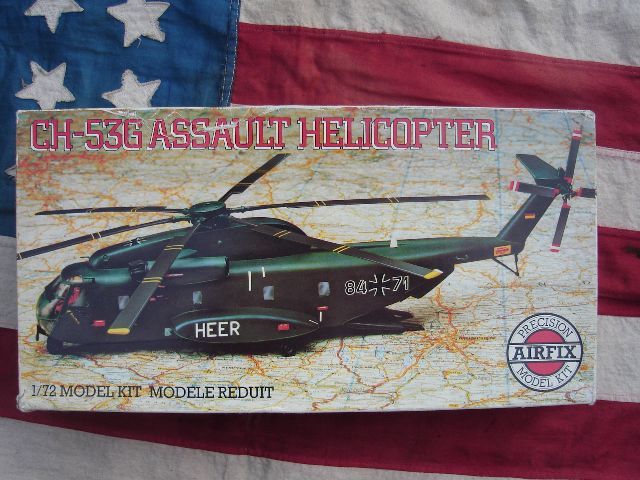 CH-53G ASSAULT HELICOPTER
84 71
HEER
PRECISION
AIRFIX
MODEL KIT
1/72 MODEL KIT MODELE REDUIT